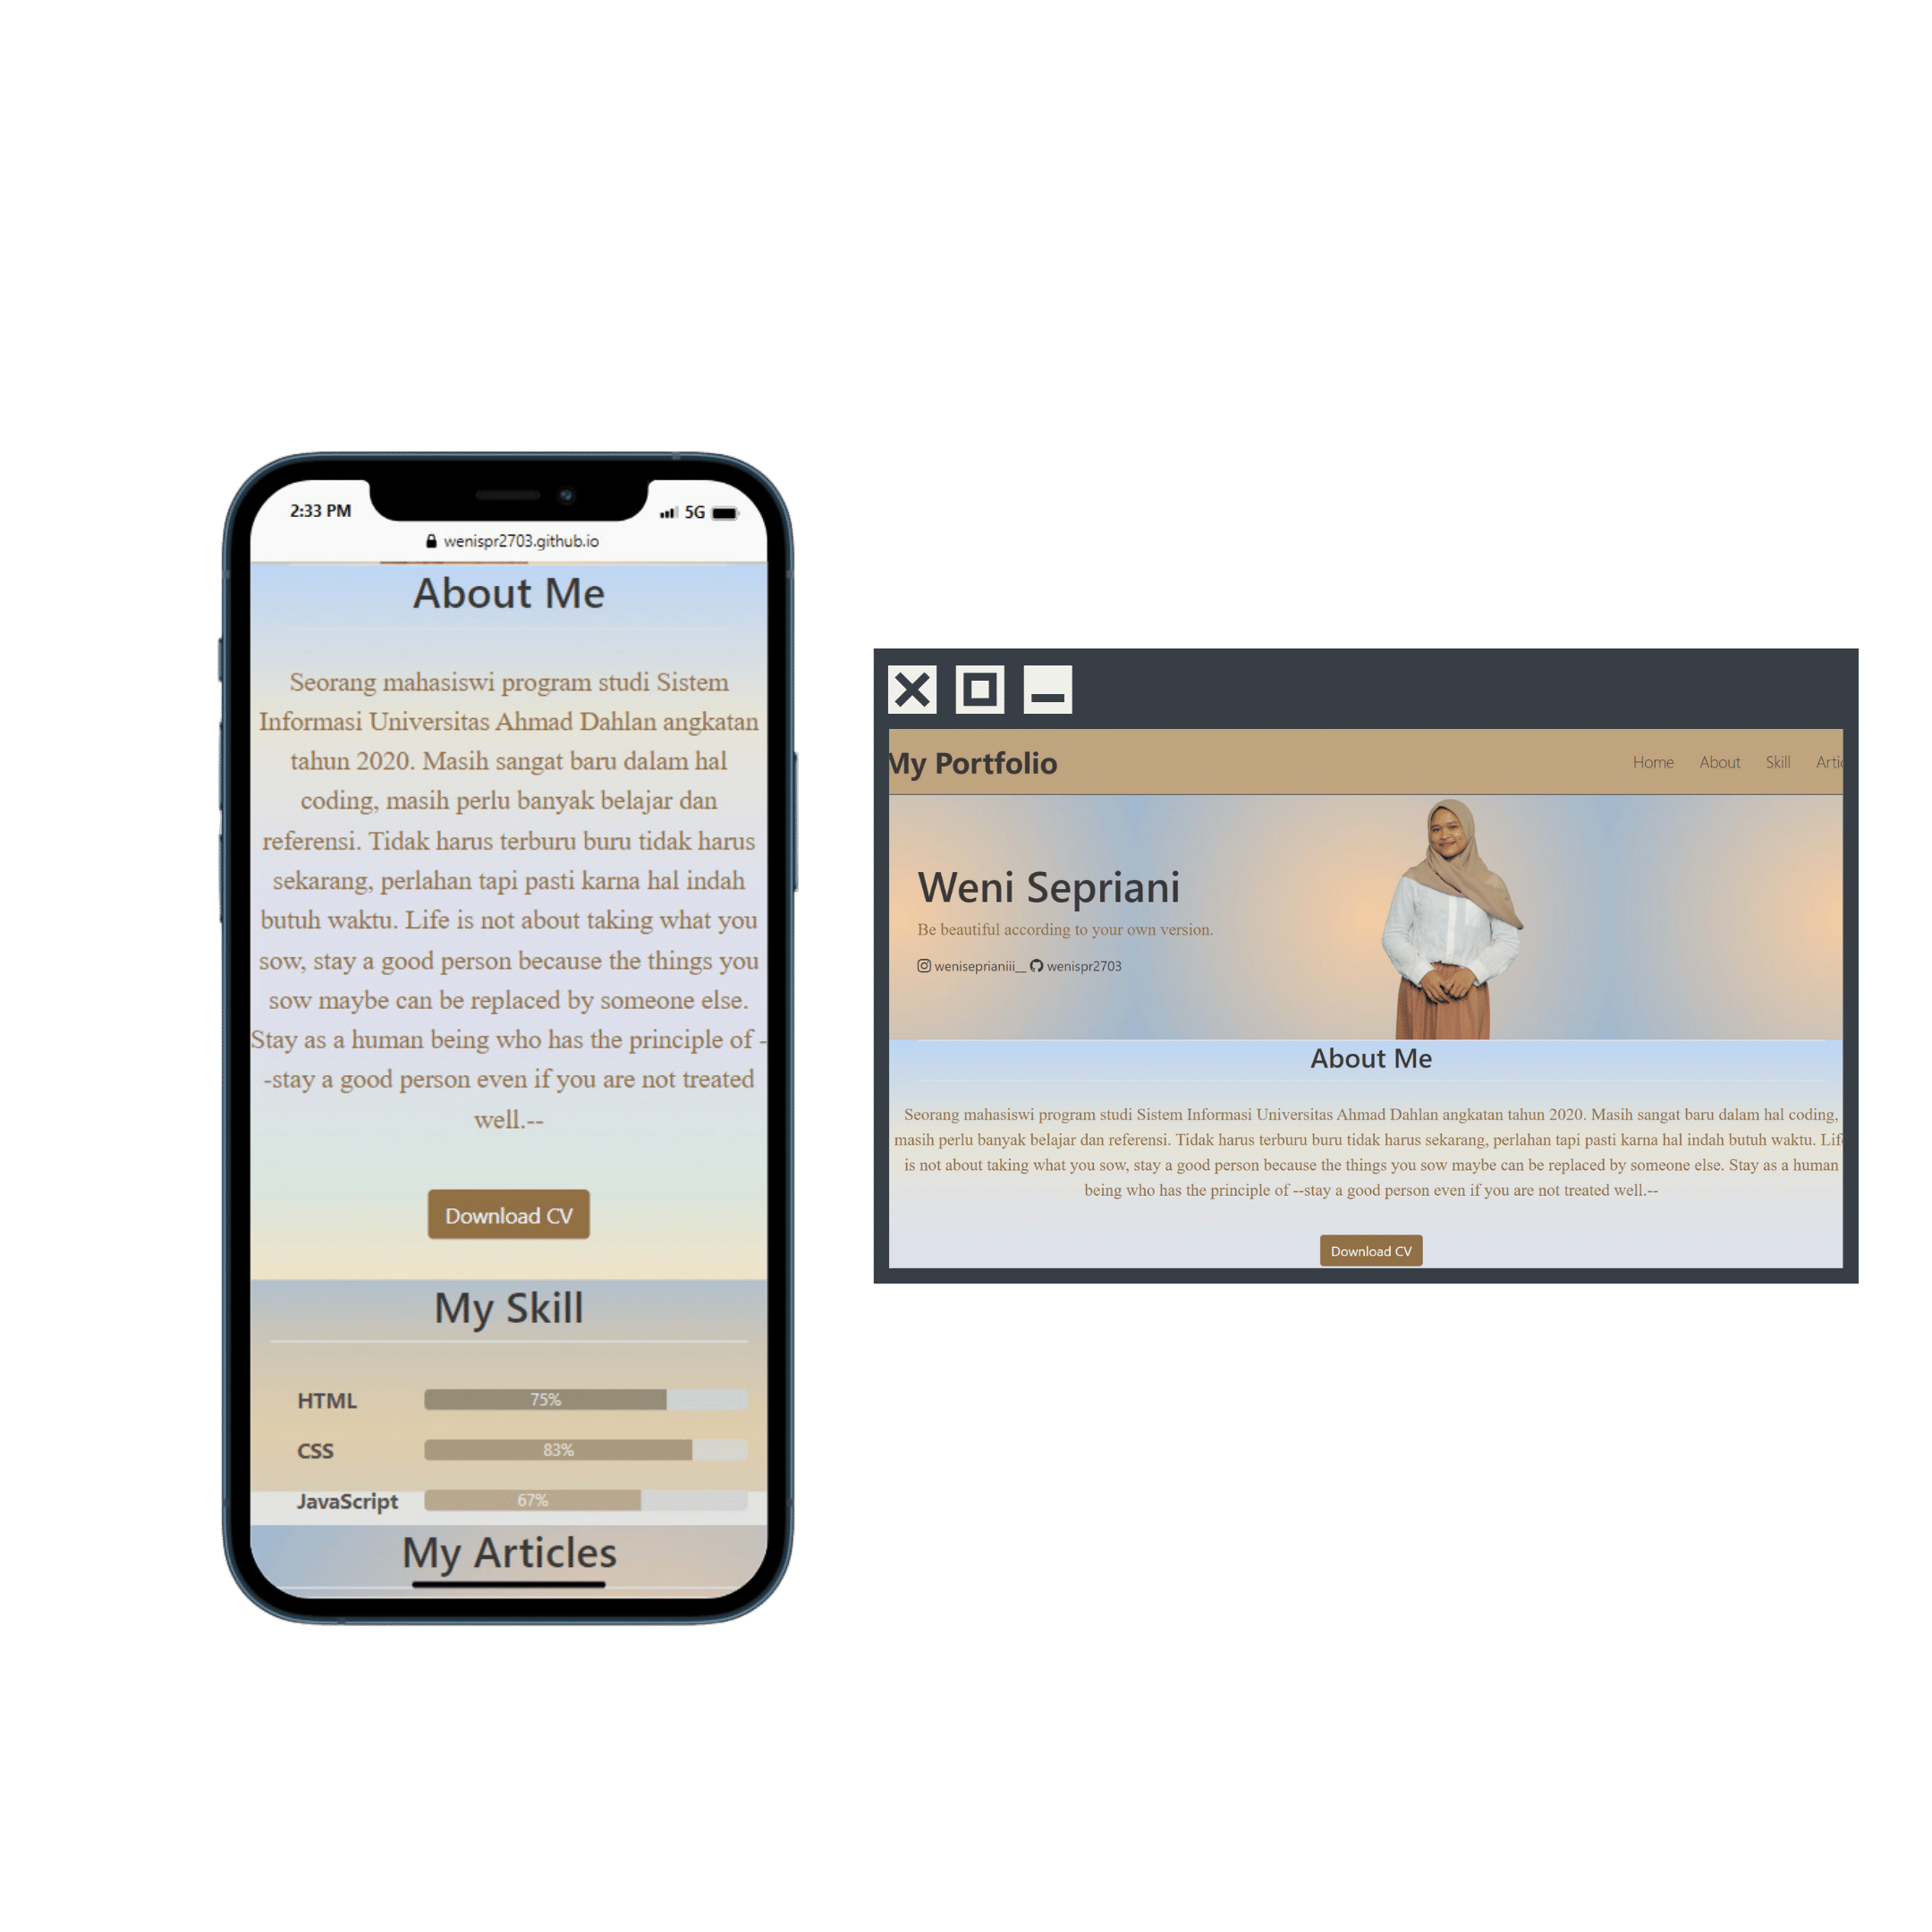 2:33 PM
5G
wenispr2703.github.io
About Me
Seorang mahasiswi program studi Sistem
Informasi Universitas Ahmad Dahlan angkatan
tahun 2020. Masih sangat baru dalam hal
coding, masih perlu banyak belajar dan
referensi. Tidak harus terburu buru tidak harus
sekarang, perlahan tapi pasti karna hal indah
butuh waktu. Life is not about taking what you
sow, stay a good person because the things you
sow maybe can be replaced by someone else.
Stay as a human being who has the principle of -
-stay a good person even if you are not treated
well.--
Download CV
My Skill
HTML 75%
CSS 83%
JavaScript 67%
My Articles
My Portfolio
Home About Skill Artic
Weni Sepriani
Be beautiful according to your own version.
weniseprianiii__ wenispr2703
About Me
Seorang mahasiswi program studi Sistem Informasi Universitas Ahmad Dahlan angkatan tahun 2020. Masih sangat baru dalam hal coding,
masih perlu banyak belajar dan referensi. Tidak harus terburu buru tidak harus sekarang, perlahan tapi pasti karna hal indah butuh waktu. Life
is not about taking what you sow, stay a good person because the things you sow maybe can be replaced by someone else. Stay as a human
being who has the principle of --stay a good person even if you are not treated well.--
Download CV